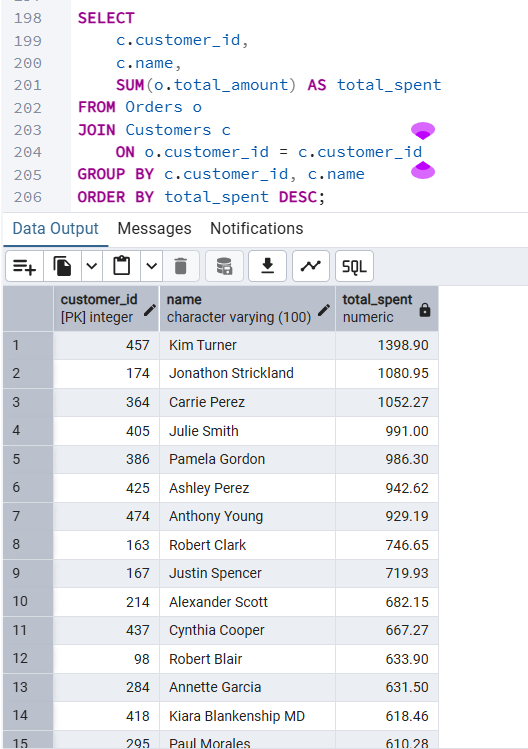 198 SELECT
199 c.customer_id,
200 c.name,
201 SUM(o.total_amount) AS total_spent
202 FROM Orders o
203 JOIN Customers c
204 ON o.customer_id = c.customer_id
205 GROUP BY c.customer_id, c.name
206 ORDER BY total_spent DESC;
Data Output Messages Notifications
SQL
customer_id name total_spent
[PK] integer character varying (100) numeric
1 457 Kim Turner 1398.90
2 174 Jonathon Strickland 1080.95
3 364 Carrie Perez 1052.27
4 405 Julie Smith 991.00
5 386 Pamela Gordon 986.30
6 425 Ashley Perez 942.62
7 474 Anthony Young 929.19
8 163 Robert Clark 746.65
9 167 Justin Spencer 719.93
10 214 Alexander Scott 682.15
11 437 Cynthia Cooper 667.27
12 98 Robert Blair 633.90
13 284 Annette Garcia 631.50
14 418 Kiara Blankenship MD 618.46
15 295 Paul Morales 610.28